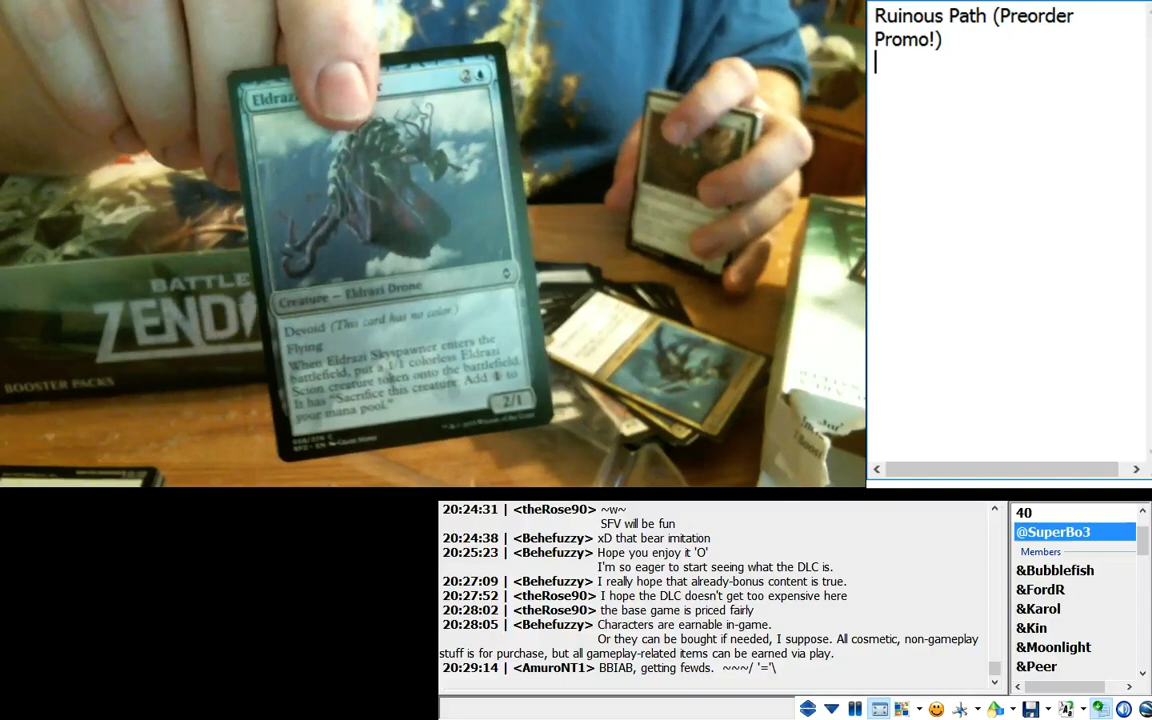 Ruinous Path (Preorder
Promo!)
2
Creature — Eldrazi Drone
Devoid (This card has no color.)
Flying
When Eldrazi Skyspawner enters the
battlefield, put a 1/1 colorless Eldrazi
Scion creature token onto the battlefield.
It has "Sacrifice this creature: Add 1 to
your mana pool."
2/1
BATTLE
ZENDI
BOOSTER PACKS
20:24:31 | <theRose90> ~w~
SFV will be fun
20:24:38 | <Behefuzzy> xD that bear imitation
20:25:23 | <Behefuzzy> Hope you enjoy it 'O'
I'm so eager to start seeing what the DLC is.
20:27:09 | <Behefuzzy> I really hope that already-bonus content is true.
20:27:52 | <theRose90> I hope the DLC doesn't get too expensive here
20:28:02 | <theRose90> the base game is priced fairly
20:28:05 | <Behefuzzy> Characters are earnable in-game.
Or they can be bought if needed, I suppose. All cosmetic, non-gameplay
stuff is for purchase, but all gameplay-related items can be earned via play.
20:29:14 | <AmuroNT1> BBIAB, getting fewds. ~~~/ '='\
40
@SuperBo3
Members
&Bubblefish
&FordR
&Karol
&Kin
&Moonlight
&Peer